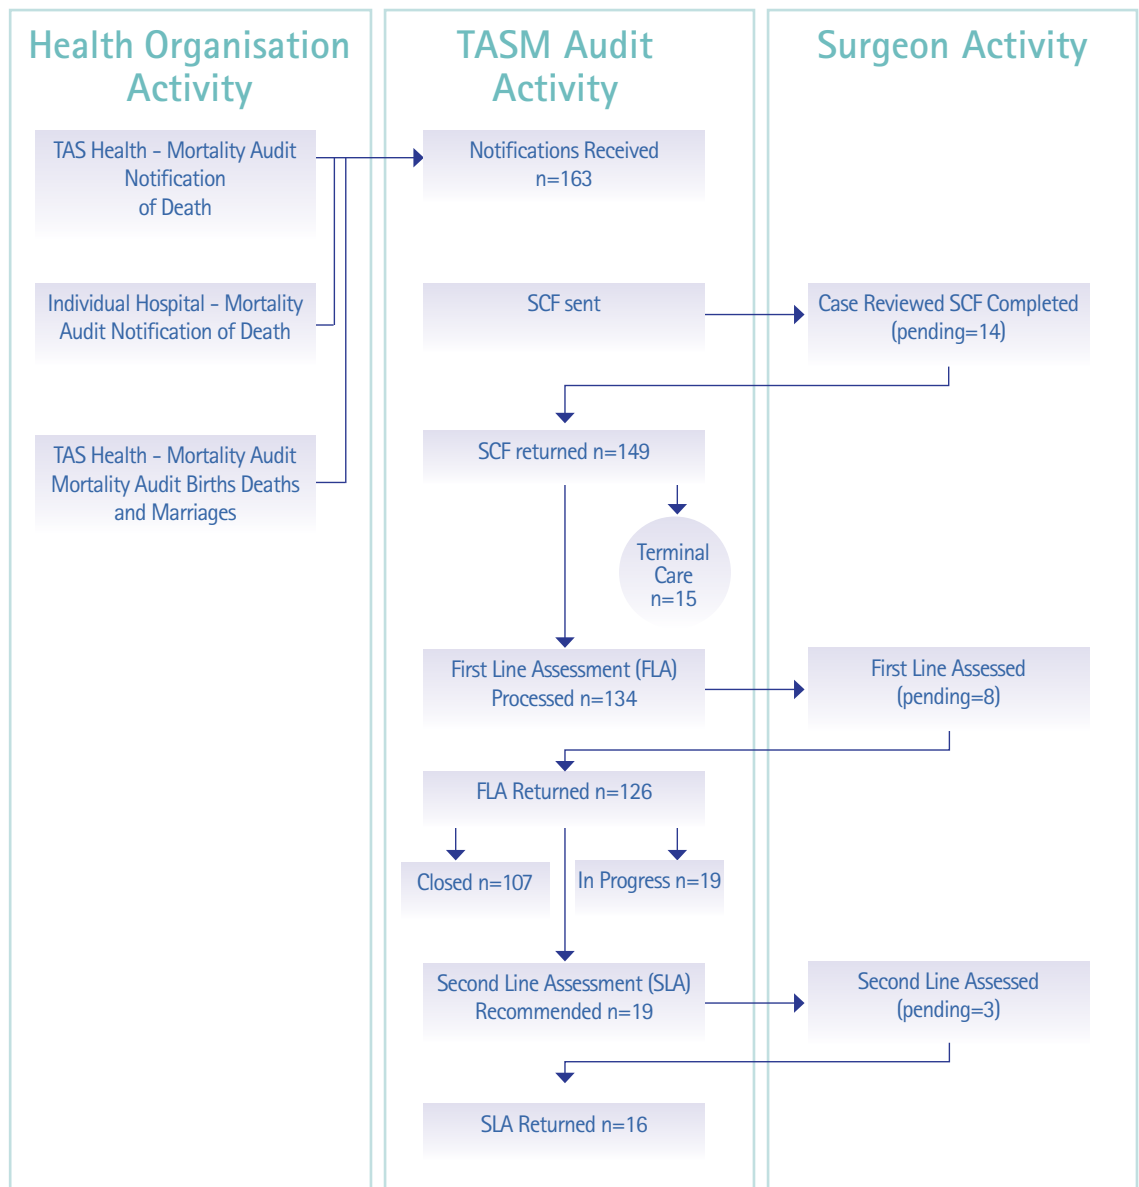 Health Organisation
Activity
TAS Health - Mortality Audit
Notification
of Death
Individual Hospital - Mortality
Audit Notification of Death
TAS Health - Mortality Audit
Mortality Audit Births Deaths
and Marriages
TASM Audit
Activity
Notifications Received
n=163
SCF sent
SCF returned n=149
Terminal
Care
n=15
First Line Assessment (FLA)
Processed n=134
FLA Returned n=126
Closed n=107
In Progress n=19
Second Line Assessment (SLA)
Recommended n=19
SLA Returned n=16
Surgeon Activity
Case Reviewed SCF Completed
(pending=14)
First Line Assessed
(pending=8)
Second Line Assessed
(pending=3)